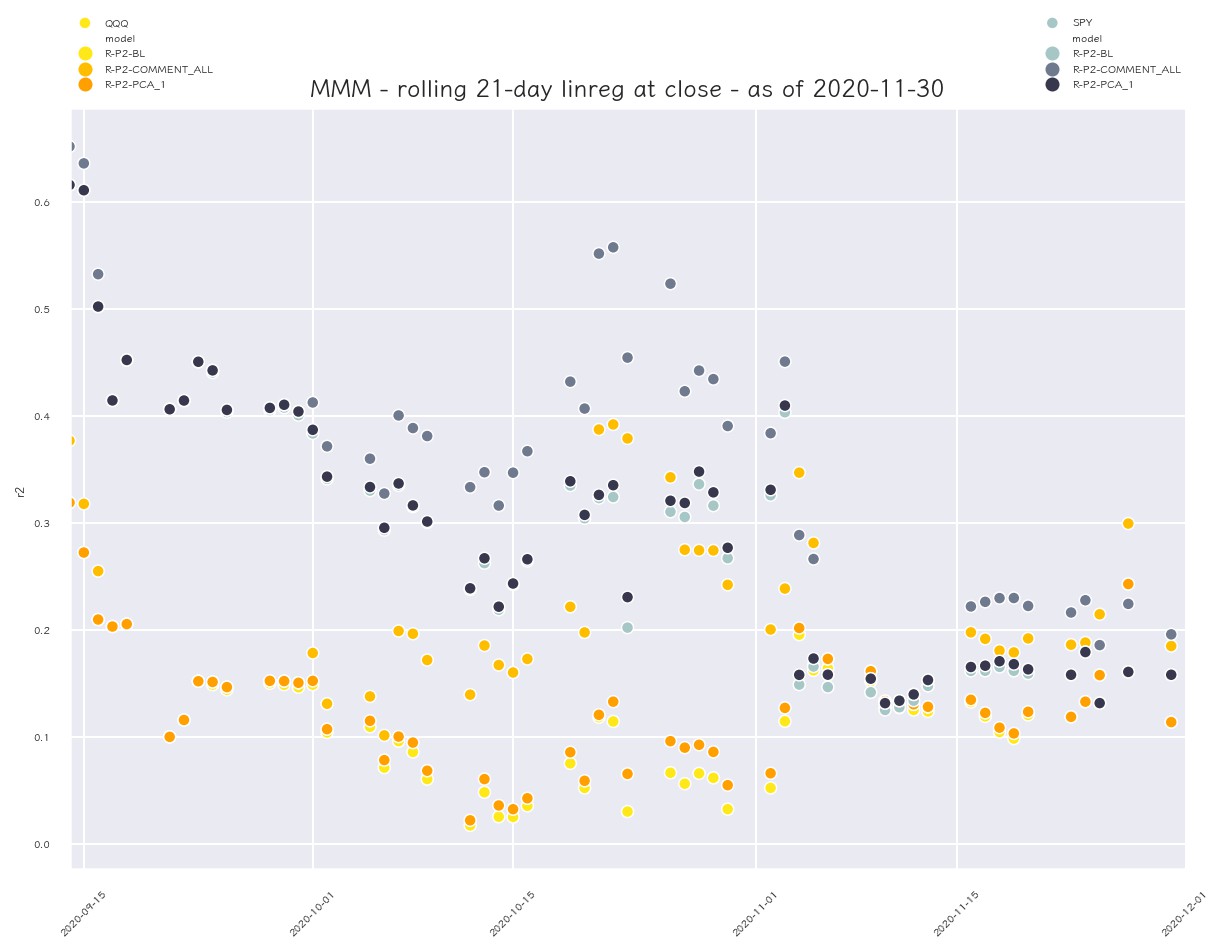 QQQ
model
R-P2-BL
R-P2-COMMENT_ALL
R-P2-PCA_1
SPY
model
R-P2-BL
R-P2-COMMENT_ALL
R-P2-PCA_1
MMM - rolling 21-day linreg at close - as of 2020-11-30
0.6
0.5
0.4
r2
0.3
0.2
0.1
0.0
2020-09-15
2020-10-01
2020-10-15
2020-11-01
2020-11-15
2020-12-01